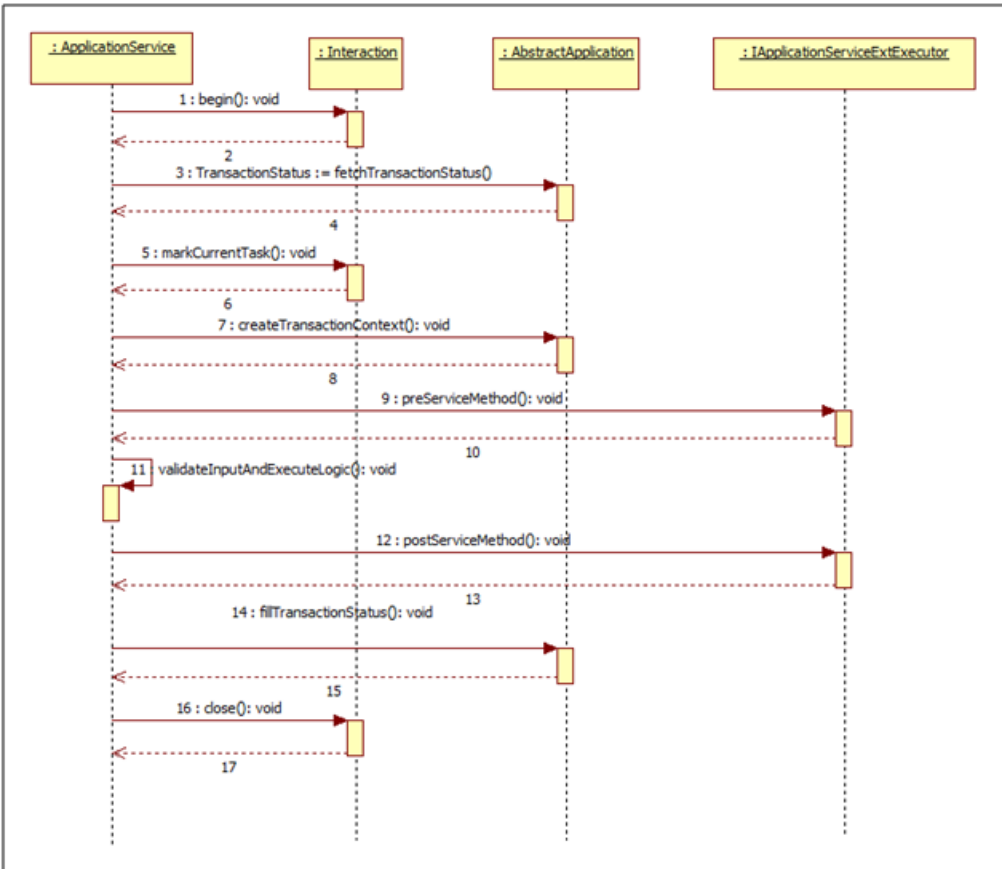 : ApplicationService
: Interaction
: AbstractApplication
: IApplicationServiceExtExecutor
1 : begin(): void
2
3 : TransactionStatus := fetchTransactionStatus()
4
5 : markCurrentTask(): void
6
7 : createTransactionContext(): void
8
9 : preServiceMethod(): void
10
11 : validateInputAndExecuteLogic(): void
12 : postServiceMethod(): void
13
14 : fillTransactionStatus(): void
15
16 : close(): void
17